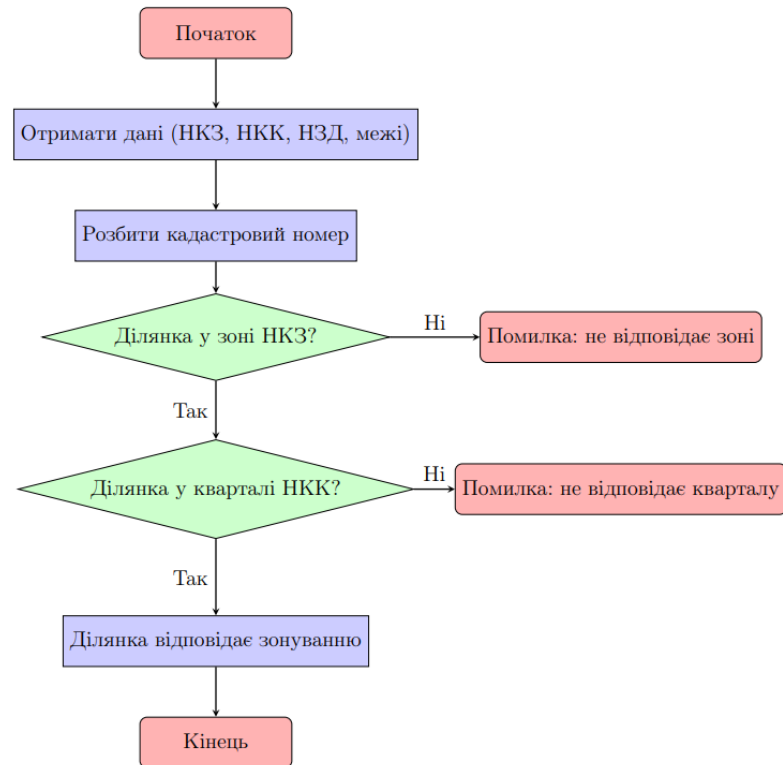 Початок
Отримати дані (НКЗ, НКК, НЗД, межі)
Розбити кадастровий номер
Ділянка у зоні НКЗ?
Ні
Помилка: не відповідає зоні
Так
Ділянка у кварталі НКК?
Ні
Помилка: не відповідає кварталу
Так
Ділянка відповідає зонуванню
Кінець